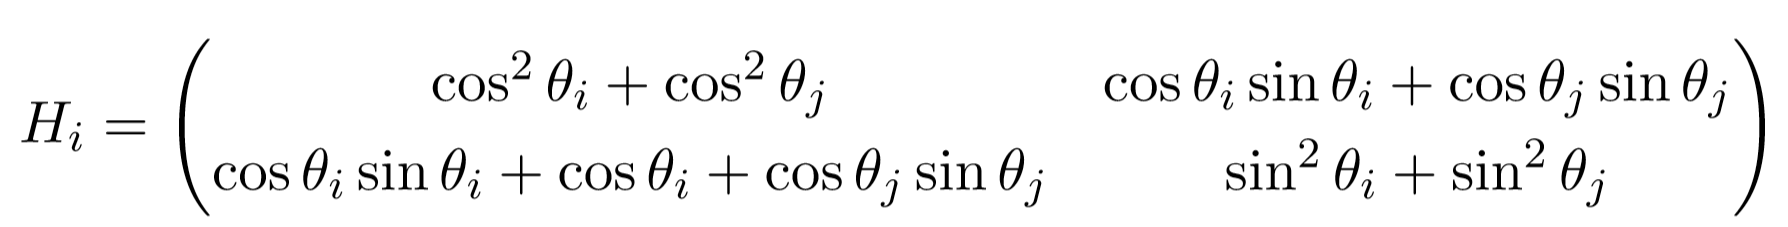 H_i = \begin{pmatrix} \cos^2 \theta_i + \cos^2 \theta_j & \cos \theta_i \sin \theta_i + \cos \theta_j \sin \theta_j \\ \cos \theta_i \sin \theta_i + \cos \theta_i + \cos \theta_j \sin \theta_j & \sin^2 \theta_i + \sin^2 \theta_j \end{pmatrix}